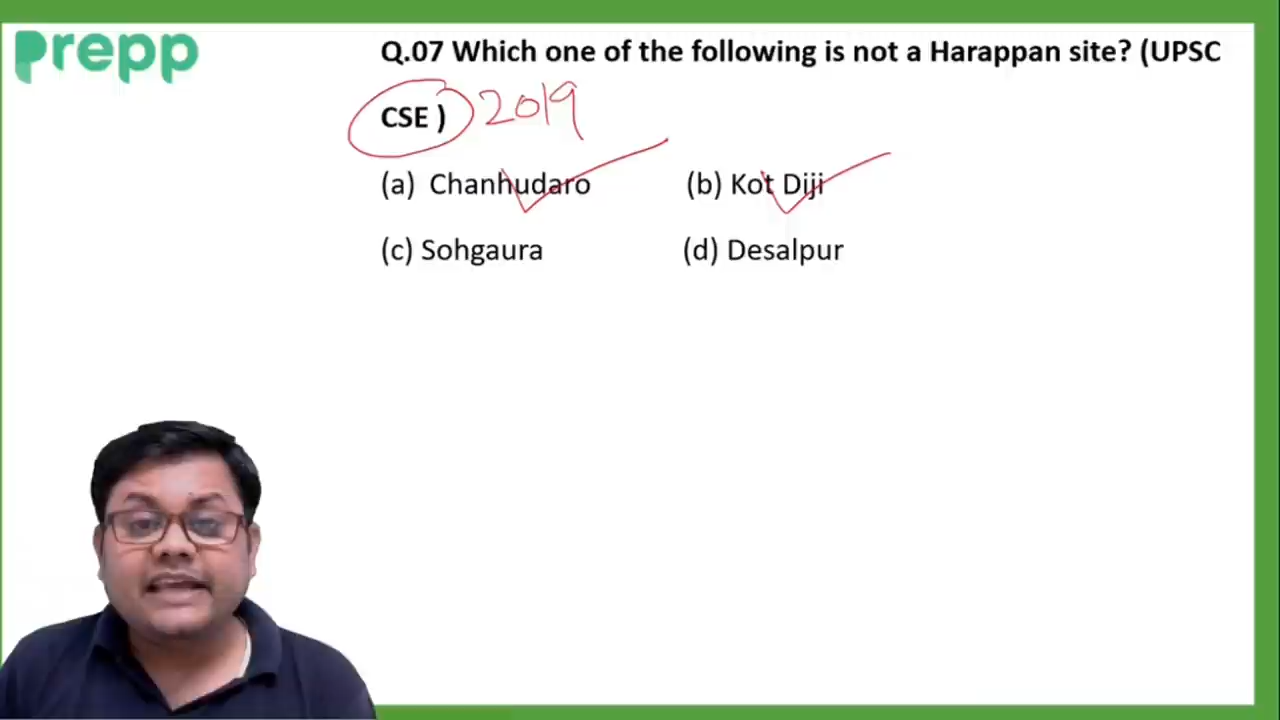 Prepp
Q.07 Which one of the following is not a Harappan site? (UPSC
CSE ) 2019
(a) Chanhudaro (b) Kot Diji
(c) Sohgaura (d) Desalpur